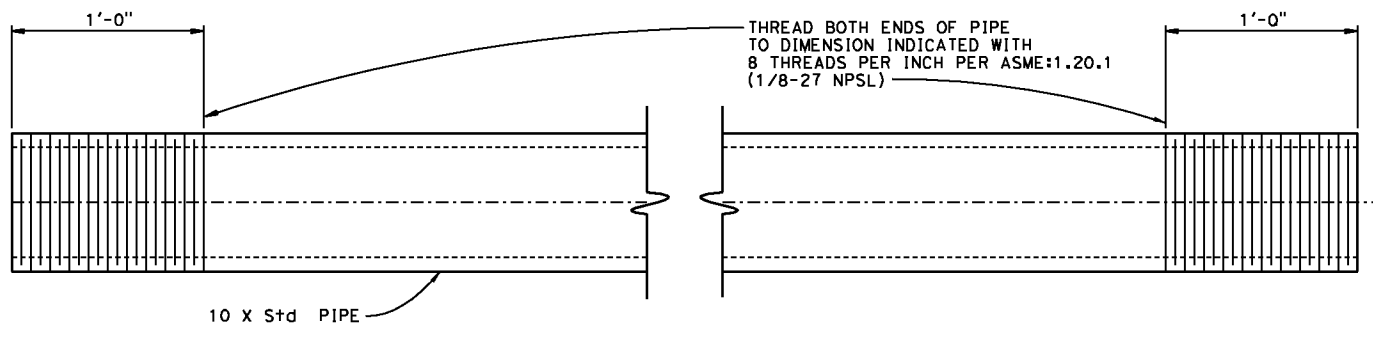 1'-0"
THREAD BOTH ENDS OF PIPE
TO DIMENSION INDICATED WITH
8 THREADS PER INCH PER ASME:1.20.1
(1/8-27 NPSL)
1'-0"
10 X Std PIPE